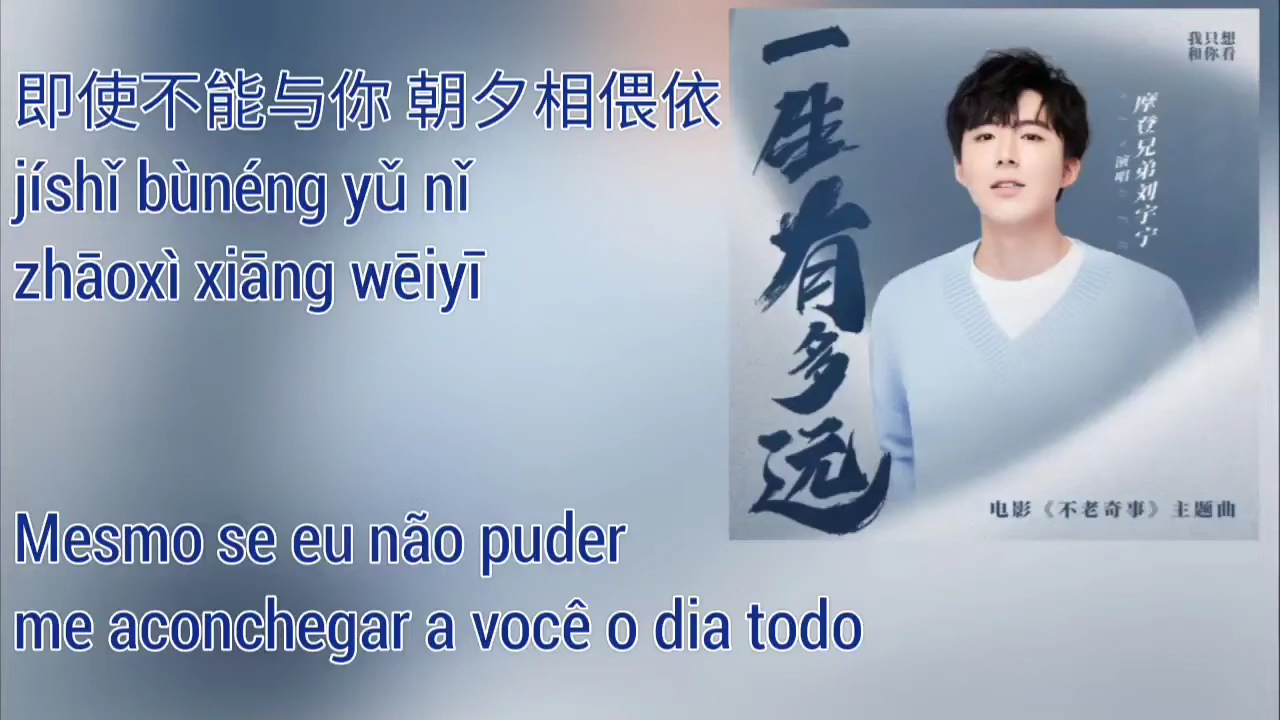 即使不能与你 朝夕相偎依
jíshǐ bùnéng yǔ nǐ
zhāoxì xiāng wēiyī
Mesmo se eu não puder
me aconchegar a você o dia todo
一生有多远
摩登兄弟刘宇宁
演唱
我只想
和你看
电影《不老奇事》主题曲